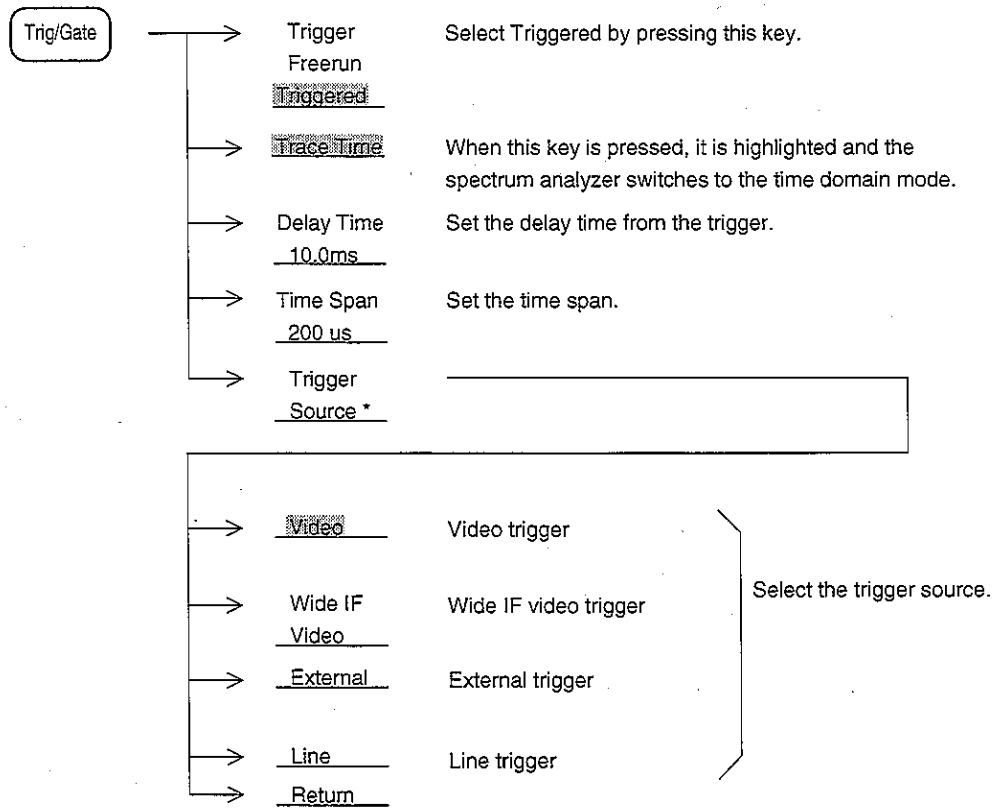 Trig/Gate
Trigger Select Triggered by pressing this key.
Freerun
Triggered
Trace Time When this key is pressed, it is highlighted and the
spectrum analyzer switches to the time domain mode.
Delay Time Set the delay time from the trigger.
10.0ms
Time Span Set the time span.
200 us
Trigger
Source *
Video Video trigger
Wide IF Wide IF video trigger
Video
External External trigger
Line Line trigger
Return
Select the trigger source.